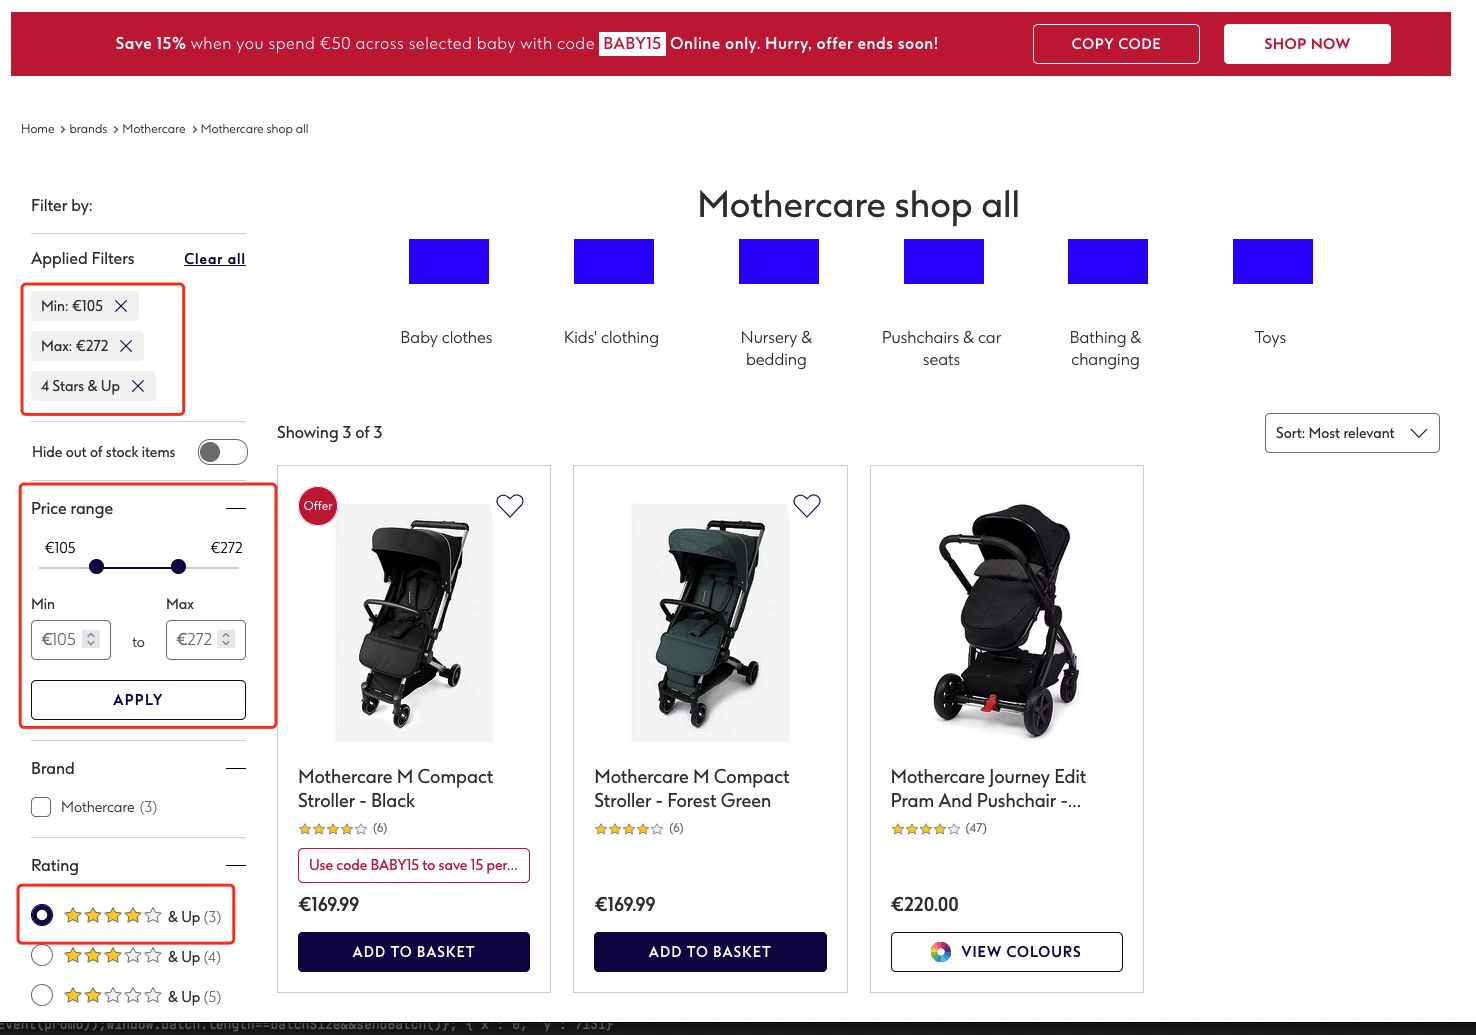 Save 15% when you spend €50 across selected baby with code BABY15 Online only. Hurry, offer ends soon!
COPY CODE
SHOP NOW
Home > brands > Mothercare > Mothercare shop all
Filter by:
Applied Filters
Clear all
Min: €105
Max: €272
4 Stars & Up
Hide out of stock items
Price range
€105
€272
Min
Max
€105
to
€272
APPLY
Brand
Mothercare (3)
Rating
& Up (3)
& Up (4)
& Up (5)
Mothercare shop all
Baby clothes
Kids' clothing
Nursery &
bedding
Pushchairs & car
seats
Bathing &
changing
Toys
Showing 3 of 3
Sort: Most relevant
Offer
Mothercare M Compact
Stroller - Black
(6)
Use code BABY15 to save 15 per...
€169.99
ADD TO BASKET
Mothercare M Compact
Stroller - Forest Green
(6)
€169.99
ADD TO BASKET
Mothercare Journey Edit
Pram And Pushchair -...
(47)
€220.00
VIEW COLOURS